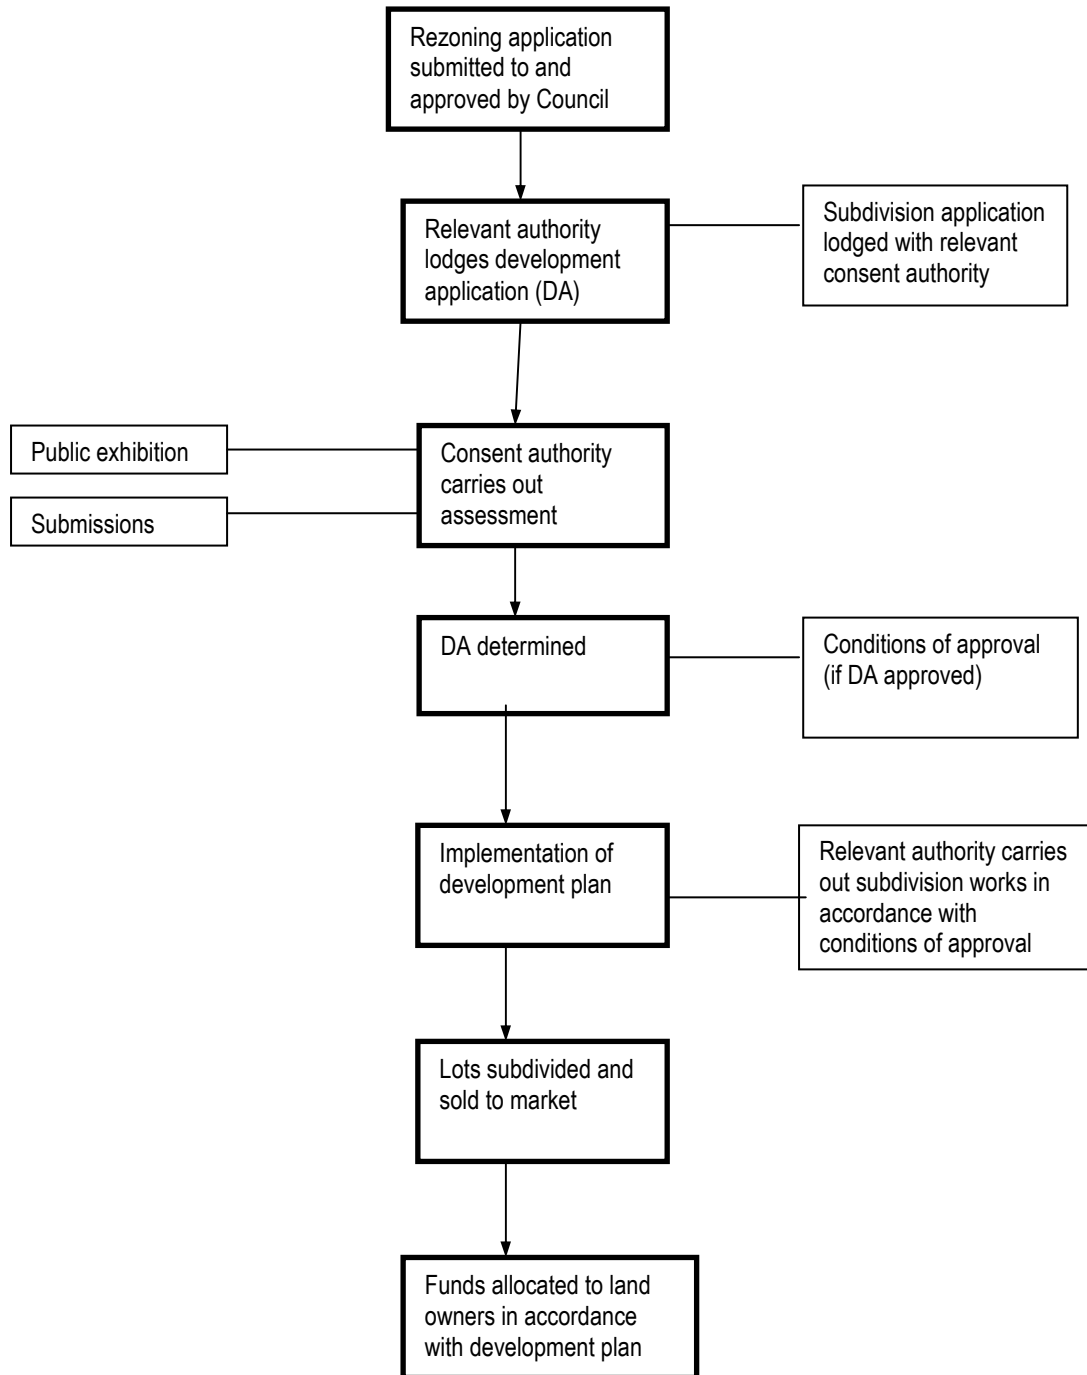 Rezoning application
submitted to and
approved by Council
Relevant authority
lodges development
application (DA)
Subdivision application
lodged with relevant
consent authority
Public exhibition
Submissions
Consent authority
carries out
assessment
DA determined
Conditions of approval
(if DA approved)
Implementation of
development plan
Relevant authority carries
out subdivision works in
accordance with
conditions of approval
Lots subdivided and
sold to market
Funds allocated to land
owners in accordance
with development plan